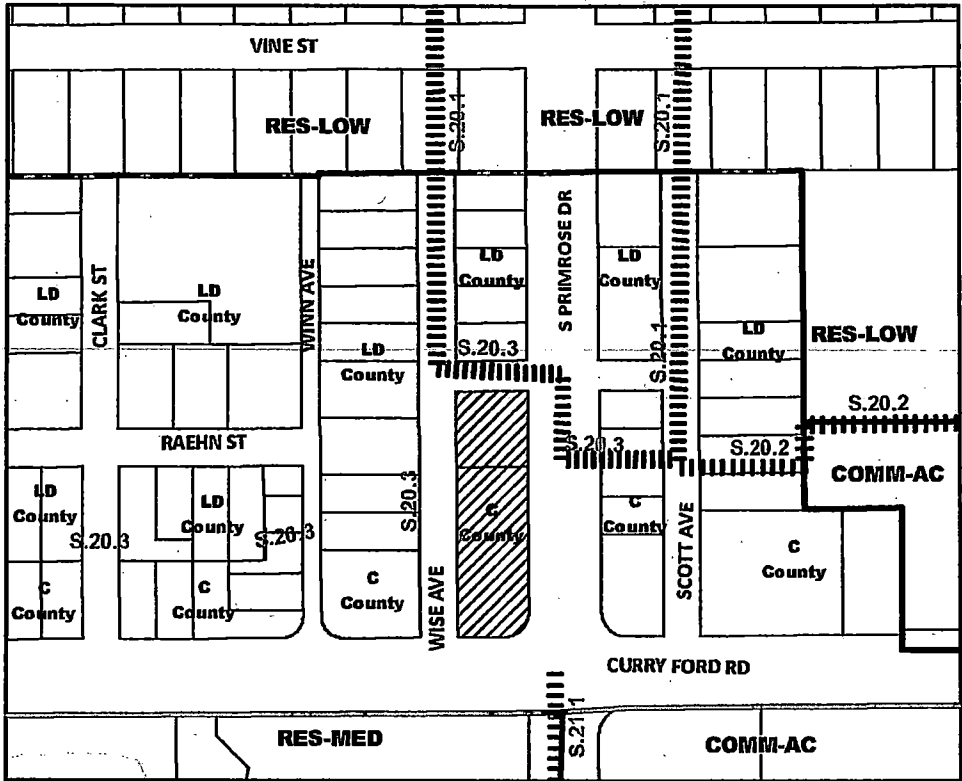 VINE ST
RES-LOW
RES-LOW
S.20.1
S.20.1
CLARK ST
WINN AVE
S PRIMROSE DR
LD
County
LD
County
LD
County
LD
County
LD
County
LD
County
RES-LOW
S.20.3
S.20.1
S.20.2
RAEHN ST
S.20.3
S.20.2
COMM-AC
LD
County
LD
County
S.20.3
S.20.3
S.20.3
C
County
C
County
C
County
C
County
C
County
C
County
WISE AVE
SCOTT AVE
CURRY FORD RD
RES-MED
S.21.1
COMM-AC